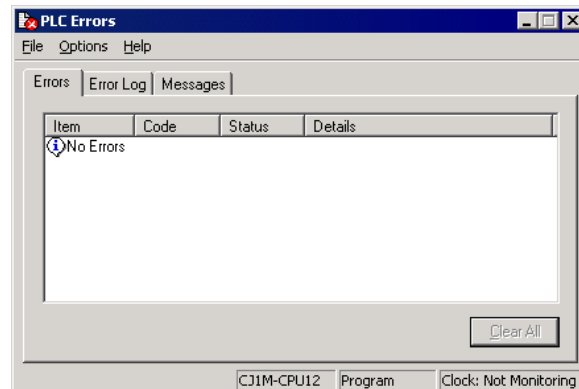 PLC Errors
File Options Help
Errors Error Log Messages
Item Code Status Details
No Errors
Clear All
CJ1M-CPU12 Program Clock: Not Monitoring